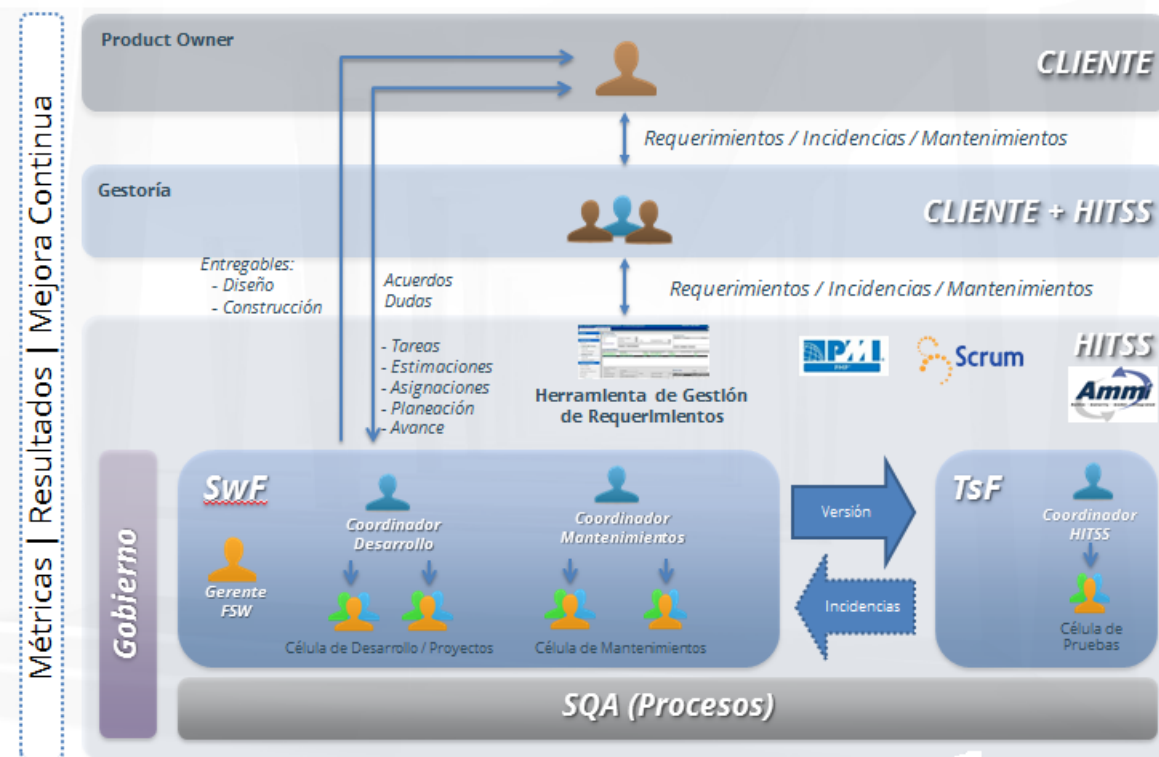 Métricas | Resultados | Mejora Continua
Product Owner
CLIENTE
Requerimientos / Incidencias / Mantenimientos
Gestoría
CLIENTE + HITSS
Entregables:
- Diseño
- Construcción
Acuerdos
Dudas
- Tareas
- Estimaciones
- Asignaciones
- Planeación
- Avance
Requerimientos / Incidencias / Mantenimientos
Herramienta de Gestión
de Requerimientos
PMI
PMP
Scrum
HITSS
Ammi
Gobierno
SwF
Gerente
FSW
Coordinador
Desarrollo
Célula de Desarrollo / Proyectos
Coordinador
Mantenimientos
Célula de Mantenimientos
Versión
Incidencias
TsF
Coordinador
HITSS
Célula de
Pruebas
SQA (Procesos)